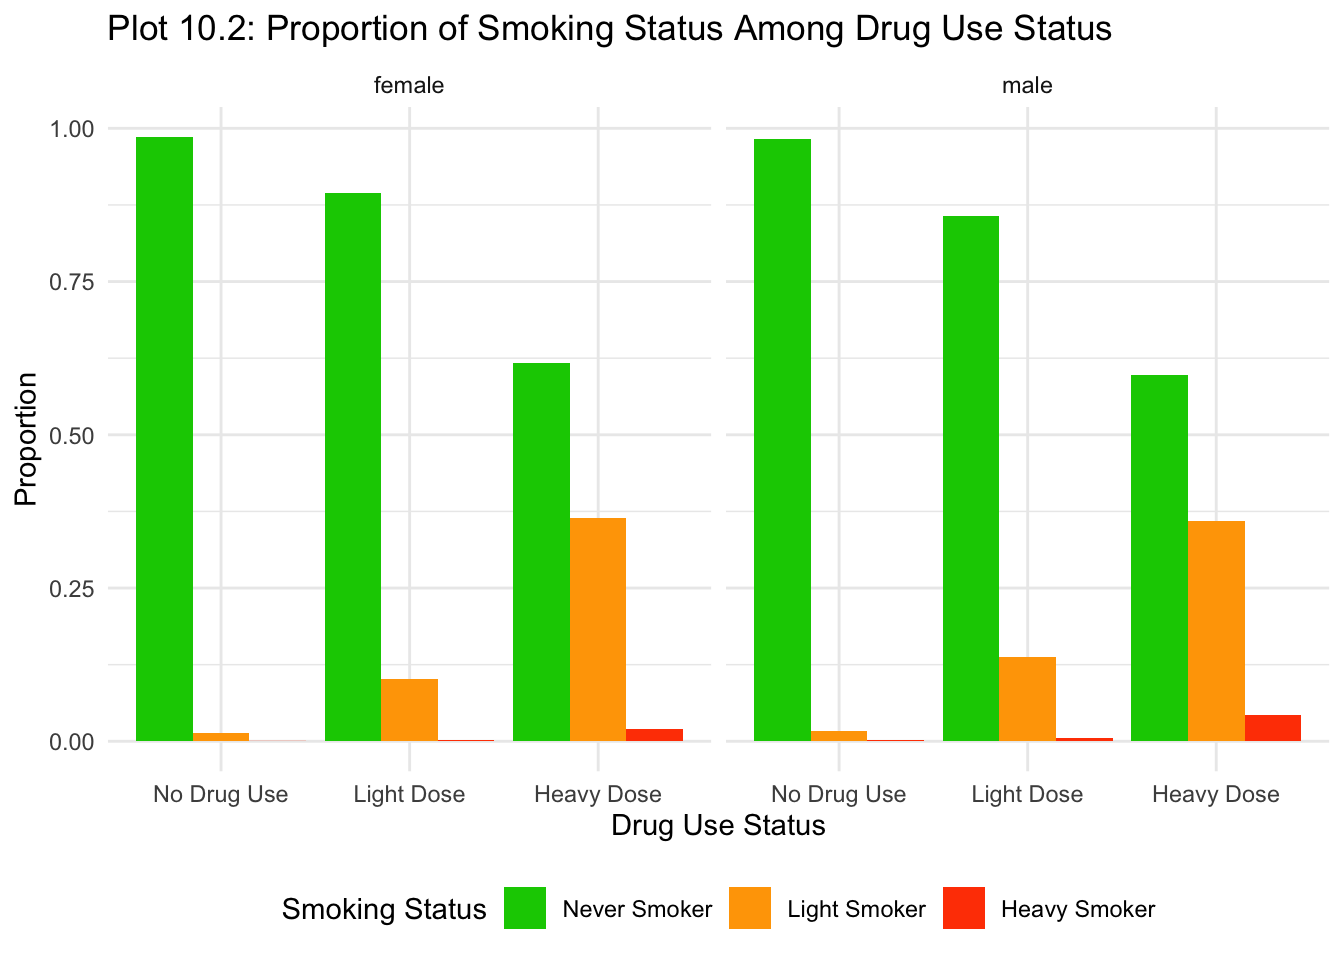 Plot 10.2: Proportion of Smoking Status Among Drug Use Status
female male
1.00
0.75
0.50
0.25
0.00
Proportion
No Drug Use Light Dose Heavy Dose No Drug Use Light Dose Heavy Dose
Drug Use Status
Smoking Status Never Smoker Light Smoker Heavy Smoker